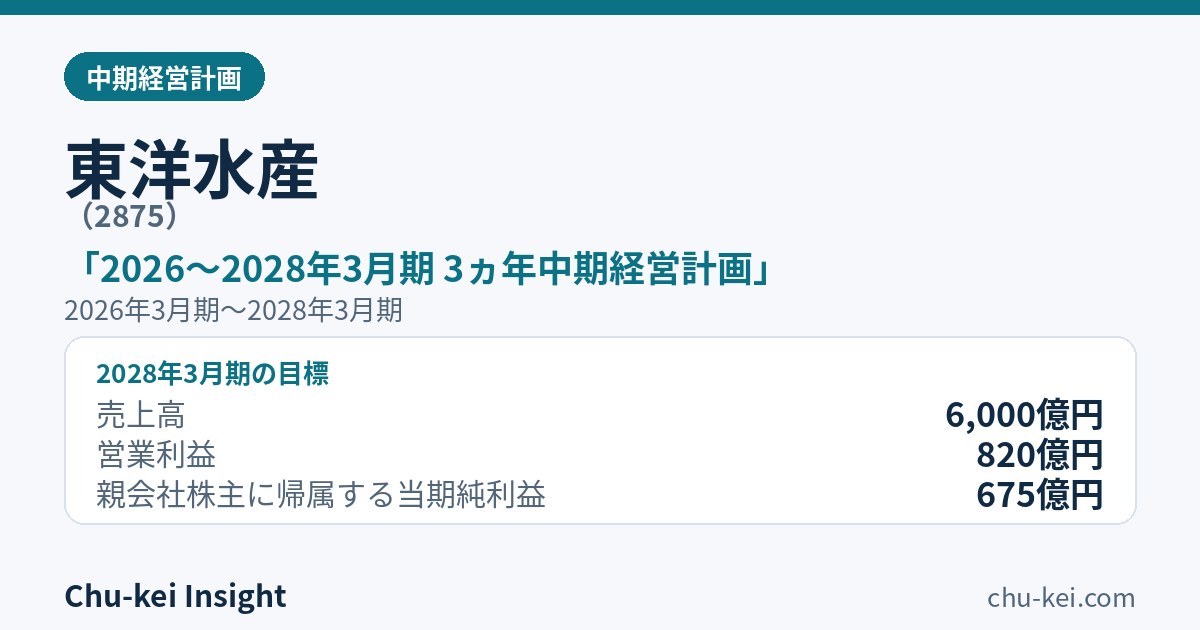 中期経営計画
東洋水産
（2875）
「2026～2028年3月期 3ヵ年中期経営計画」
2026年3月期～2028年3月期
2028年3月期の目標
売上高 6,000億円
営業利益 820億円
親会社株主に帰属する当期純利益 675億円
Chu-kei Insight chu-kei.com